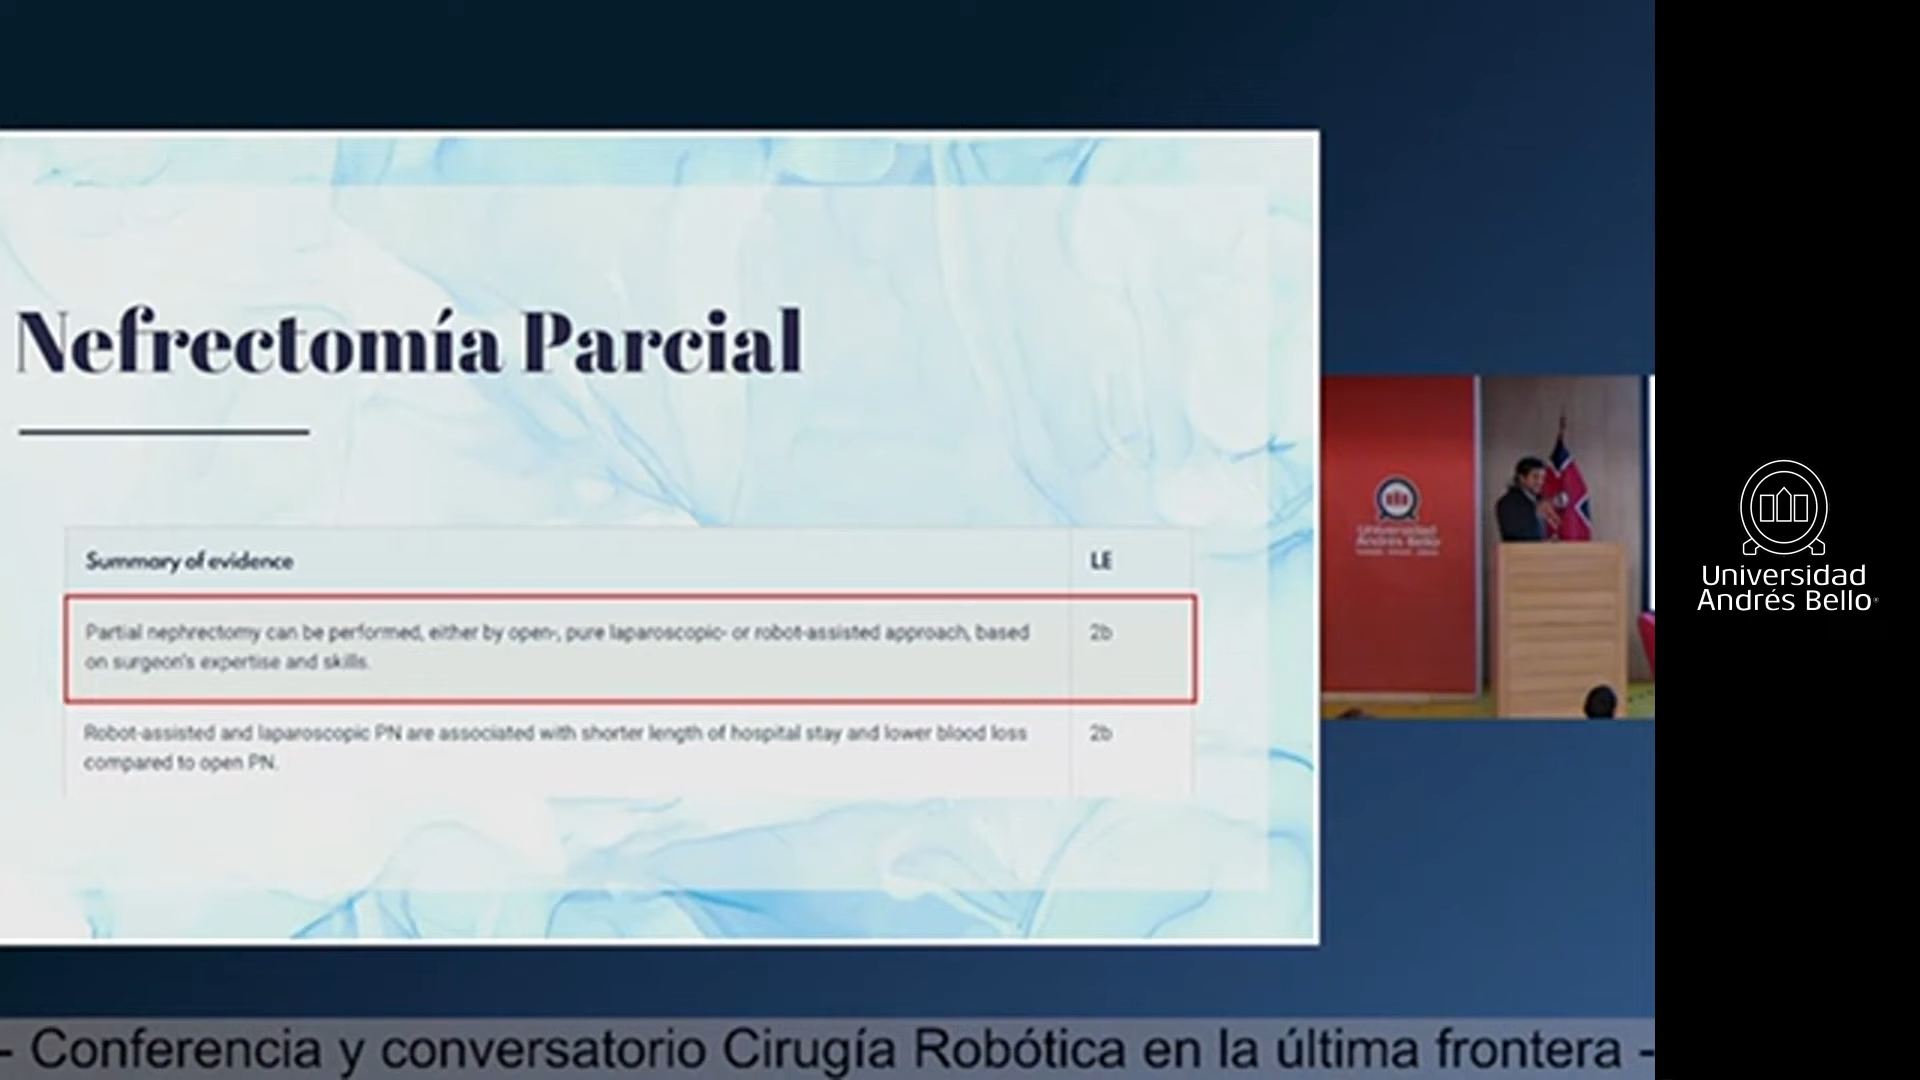 Nefrectomía Parcial
Summary of evidence LE
Partial nephrectomy can be performed, either by open-, pure laparoscopic- or robot-assisted approach, based 2b
on surgeon's expertise and skills.
Robot-assisted and laparoscopic PN are associated with shorter length of hospital stay and lower blood loss 2b
compared to open PN.
Universidad
Andrés Bello
Universidad
Andrés Bello
- Conferencia y conversatorio Cirugía Robótica en la última frontera -